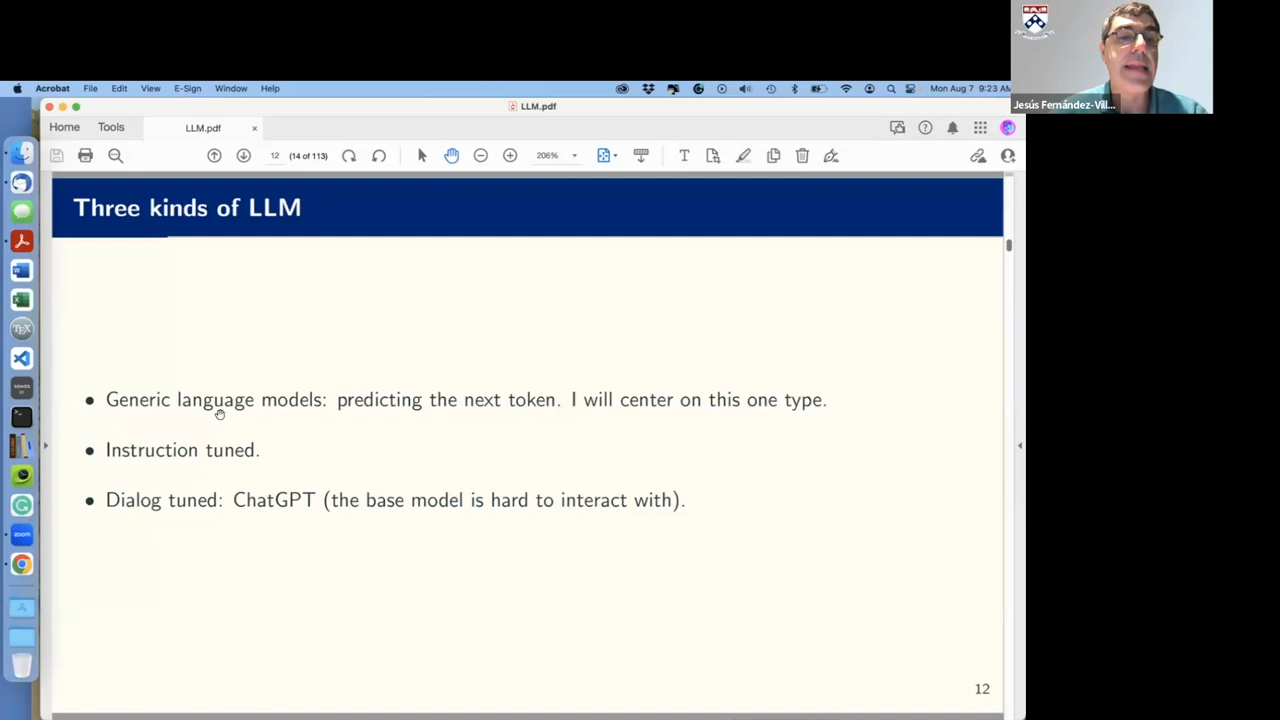 Acrobat File Edit View E-Sign Window Help Mon Aug 7 9:23 AM
Jesús Fernández-Vill...
LLM.pdf
Home Tools LLM.pdf ×
12 (14 of 113) 206%
Three kinds of LLM
• Generic language models: predicting the next token. I will center on this one type.
• Instruction tuned.
• Dialog tuned: ChatGPT (the base model is hard to interact with).
TEX
zoom
12